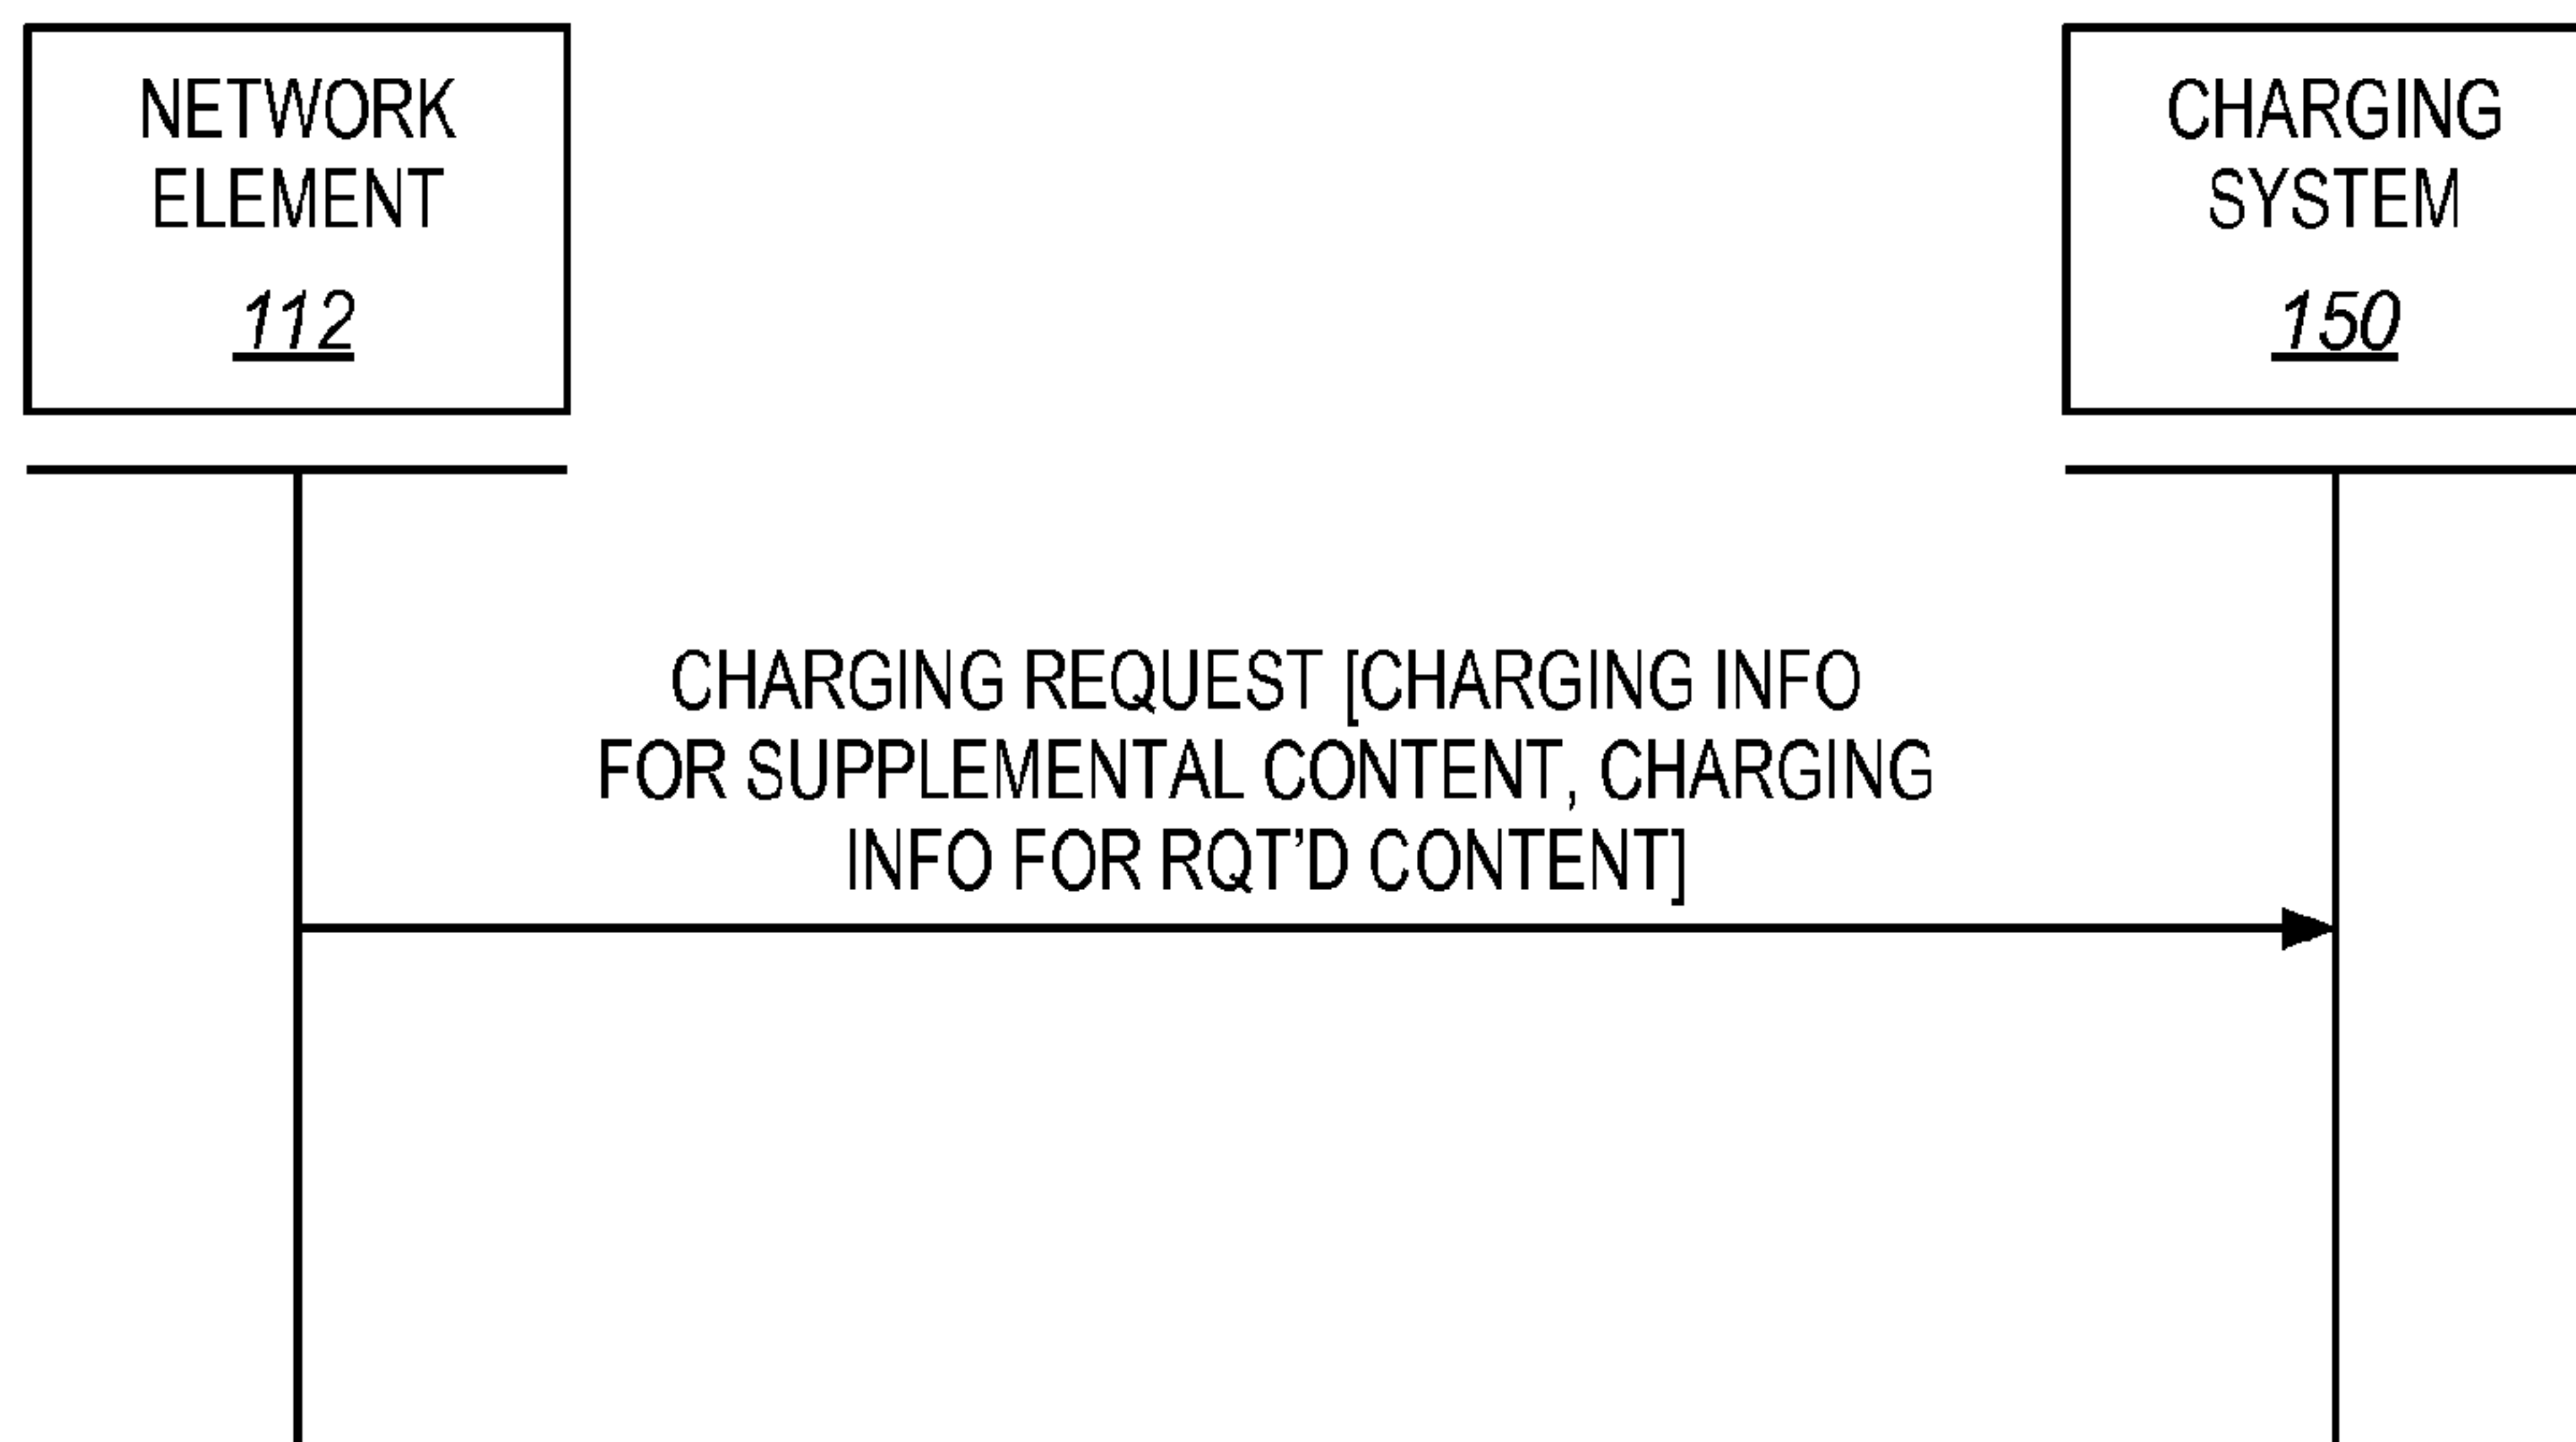 NETWORK
ELEMENT
112
CHARGING
SYSTEM
150
CHARGING REQUEST [CHARGING INFO
FOR SUPPLEMENTAL CONTENT, CHARGING
INFO FOR RQT’D CONTENT]